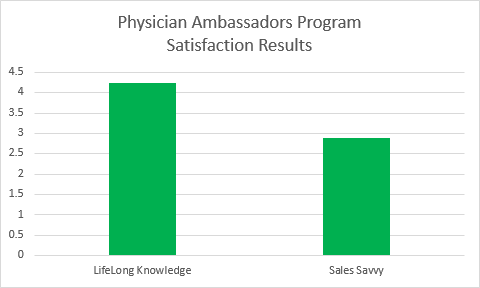 Physician Ambassadors Program
Satisfaction Results
4.5
4
3.5
3
2.5
2
1.5
1
0.5
0
LifeLong Knowledge
Sales Savvy